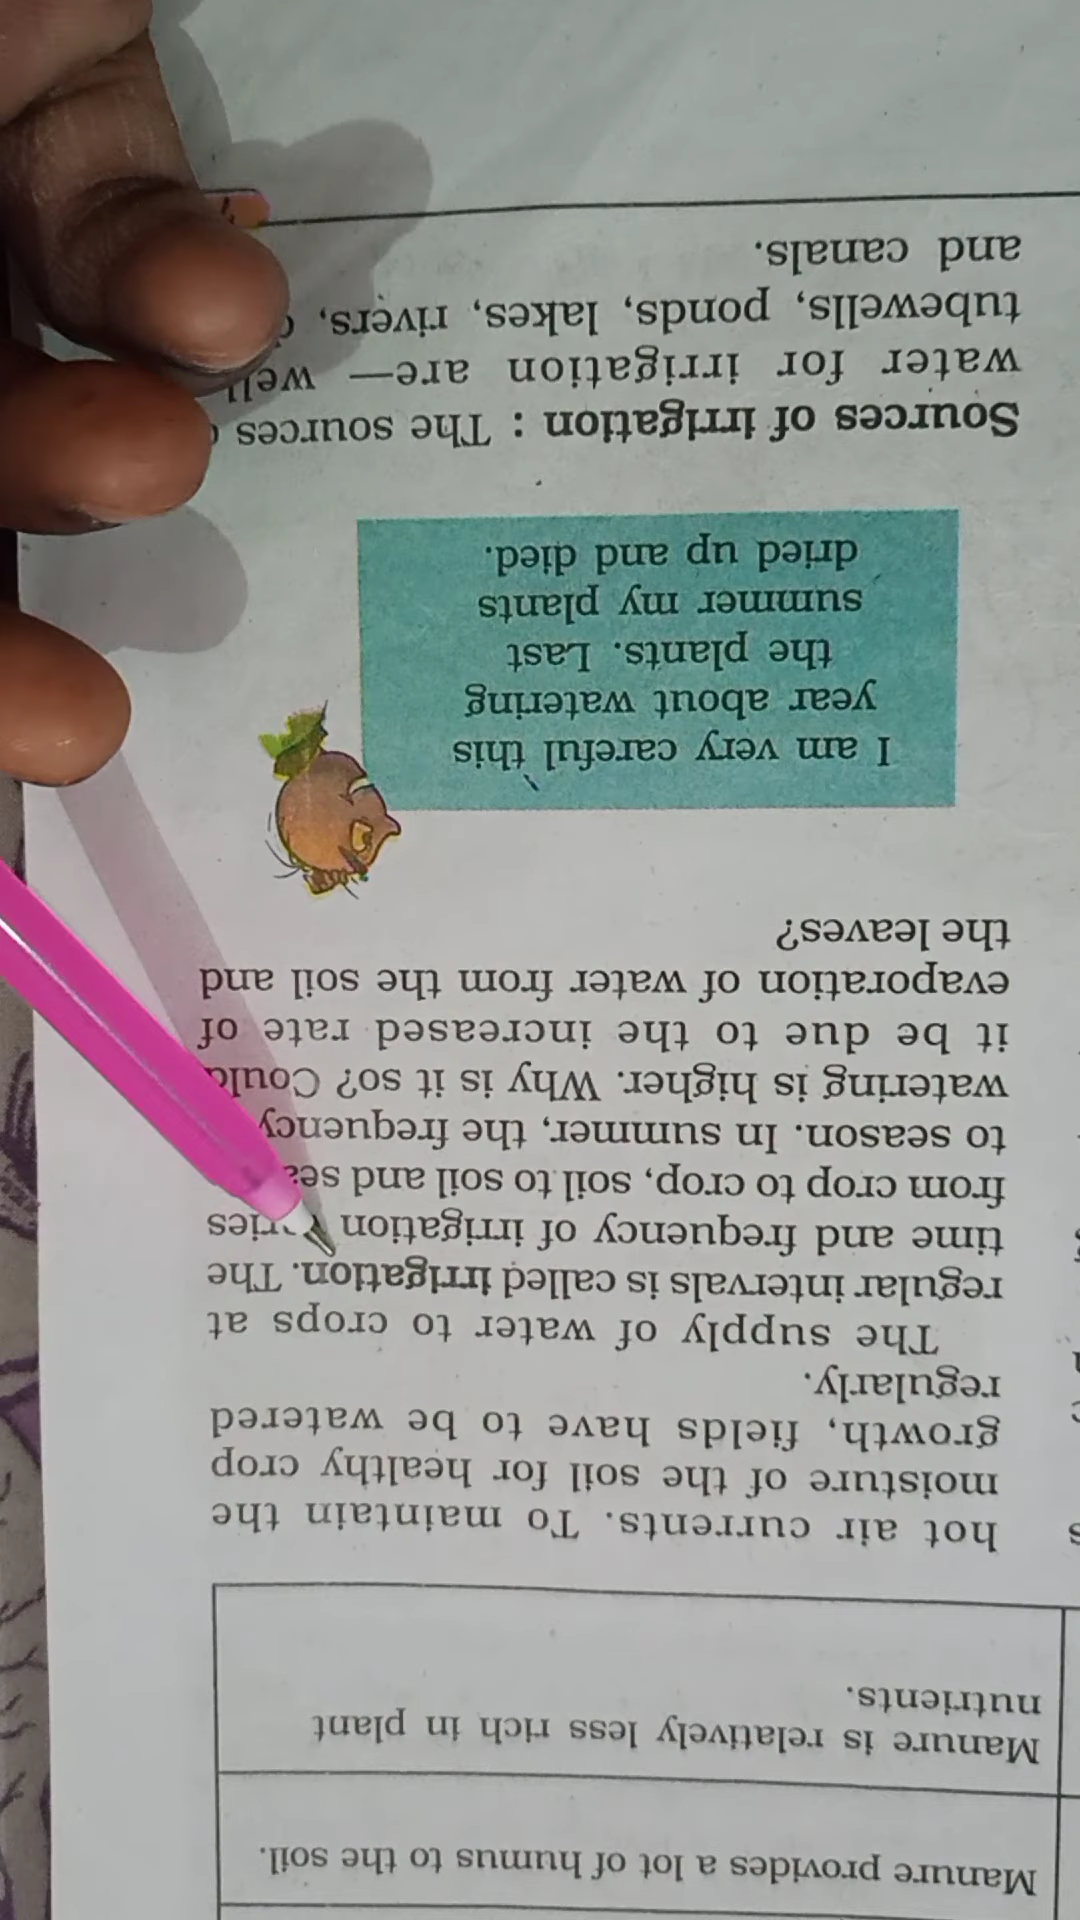 Manure provides a lot of humus to the soil.
Manure is relatively less rich in plant
nutrients.
hot air currents. To maintain the
moisture of the soil for healthy crop
growth, fields have to be watered
regularly.
The supply of water to crops at
regular intervals is called irrigation. The
time and frequency of irrigation
from crop to crop, soil to soil and
to season. In summer, the frequency
watering is higher. Why is it so? Could
it be due to the increased rate of
evaporation of water from the soil and
the leaves?
I am very careful this
year about watering
the plants. Last
summer my plants
dried up and died.
Sources of irrigation : The sources
water for irrigation are—
tubewells, ponds, lakes, rivers,
and canals.